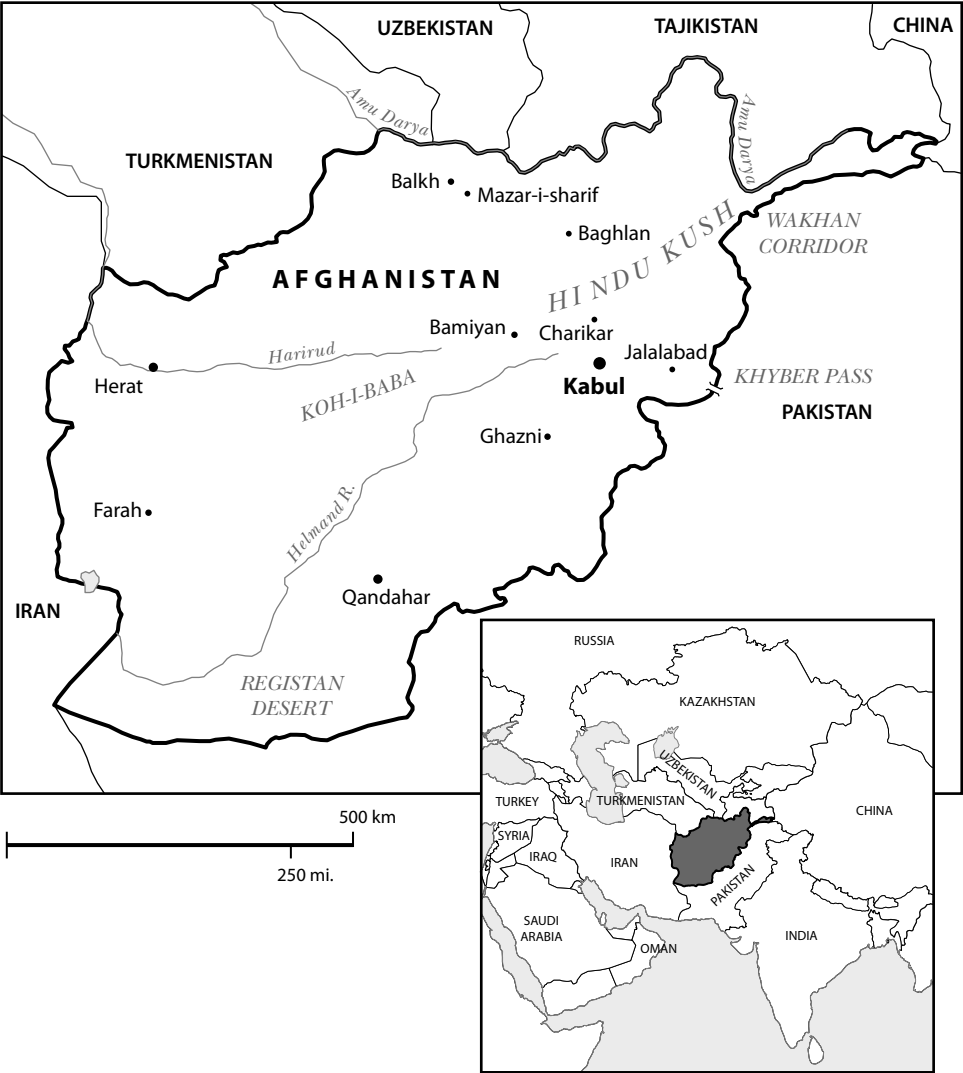 UZBEKISTAN
TAJIKISTAN
CHINA
Amu Darya
Amu Darya
TURKMENISTAN
Balkh
Mazar-i-sharif
Baghlan
WAKHAN
CORRIDOR
HINDU KUSH
AFGHANISTAN
Bamiyan
Charikar
Harirud
Jalalabad
Herat
KOH-I-BABA
Kabul
KHYBER PASS
PAKISTAN
Ghazni
Farah
Helmand R.
Qandahar
IRAN
REGISTAN
DESERT
500 km
250 mi.
RUSSIA
KAZAKHSTAN
UZBEKISTAN
TURKEY
TURKMENISTAN
CHINA
SYRIA
IRAQ
IRAN
PAKISTAN
SAUDI
ARABIA
OMAN
INDIA